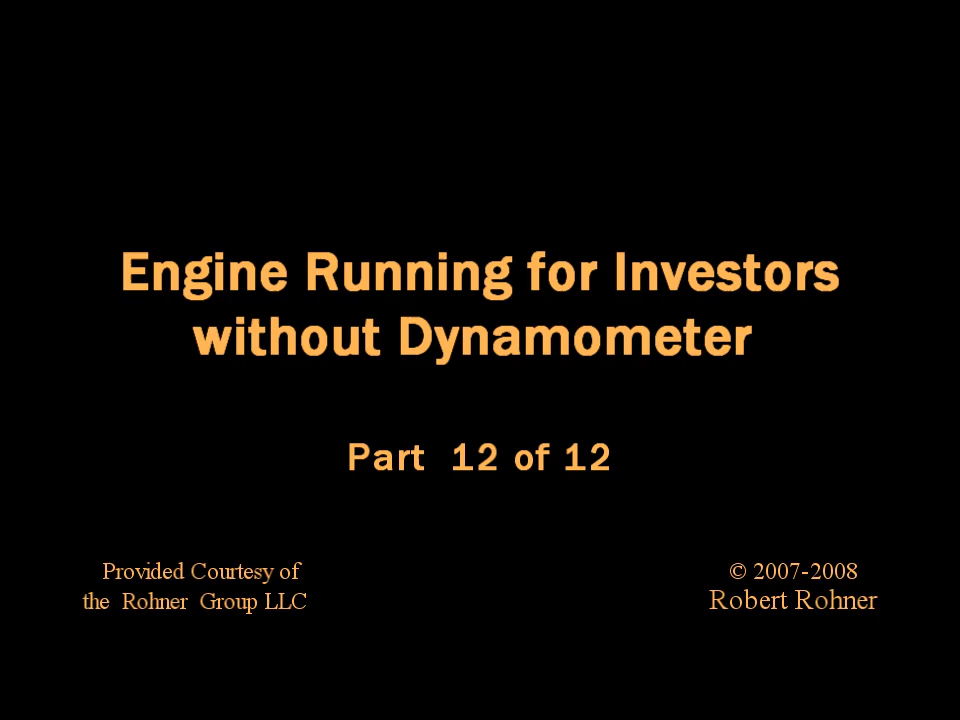 Engine Running for Investors
without Dynamometer
Part 12 of 12
Provided Courtesy of
the Rohner Group LLC
© 2007-2008
Robert Rohner